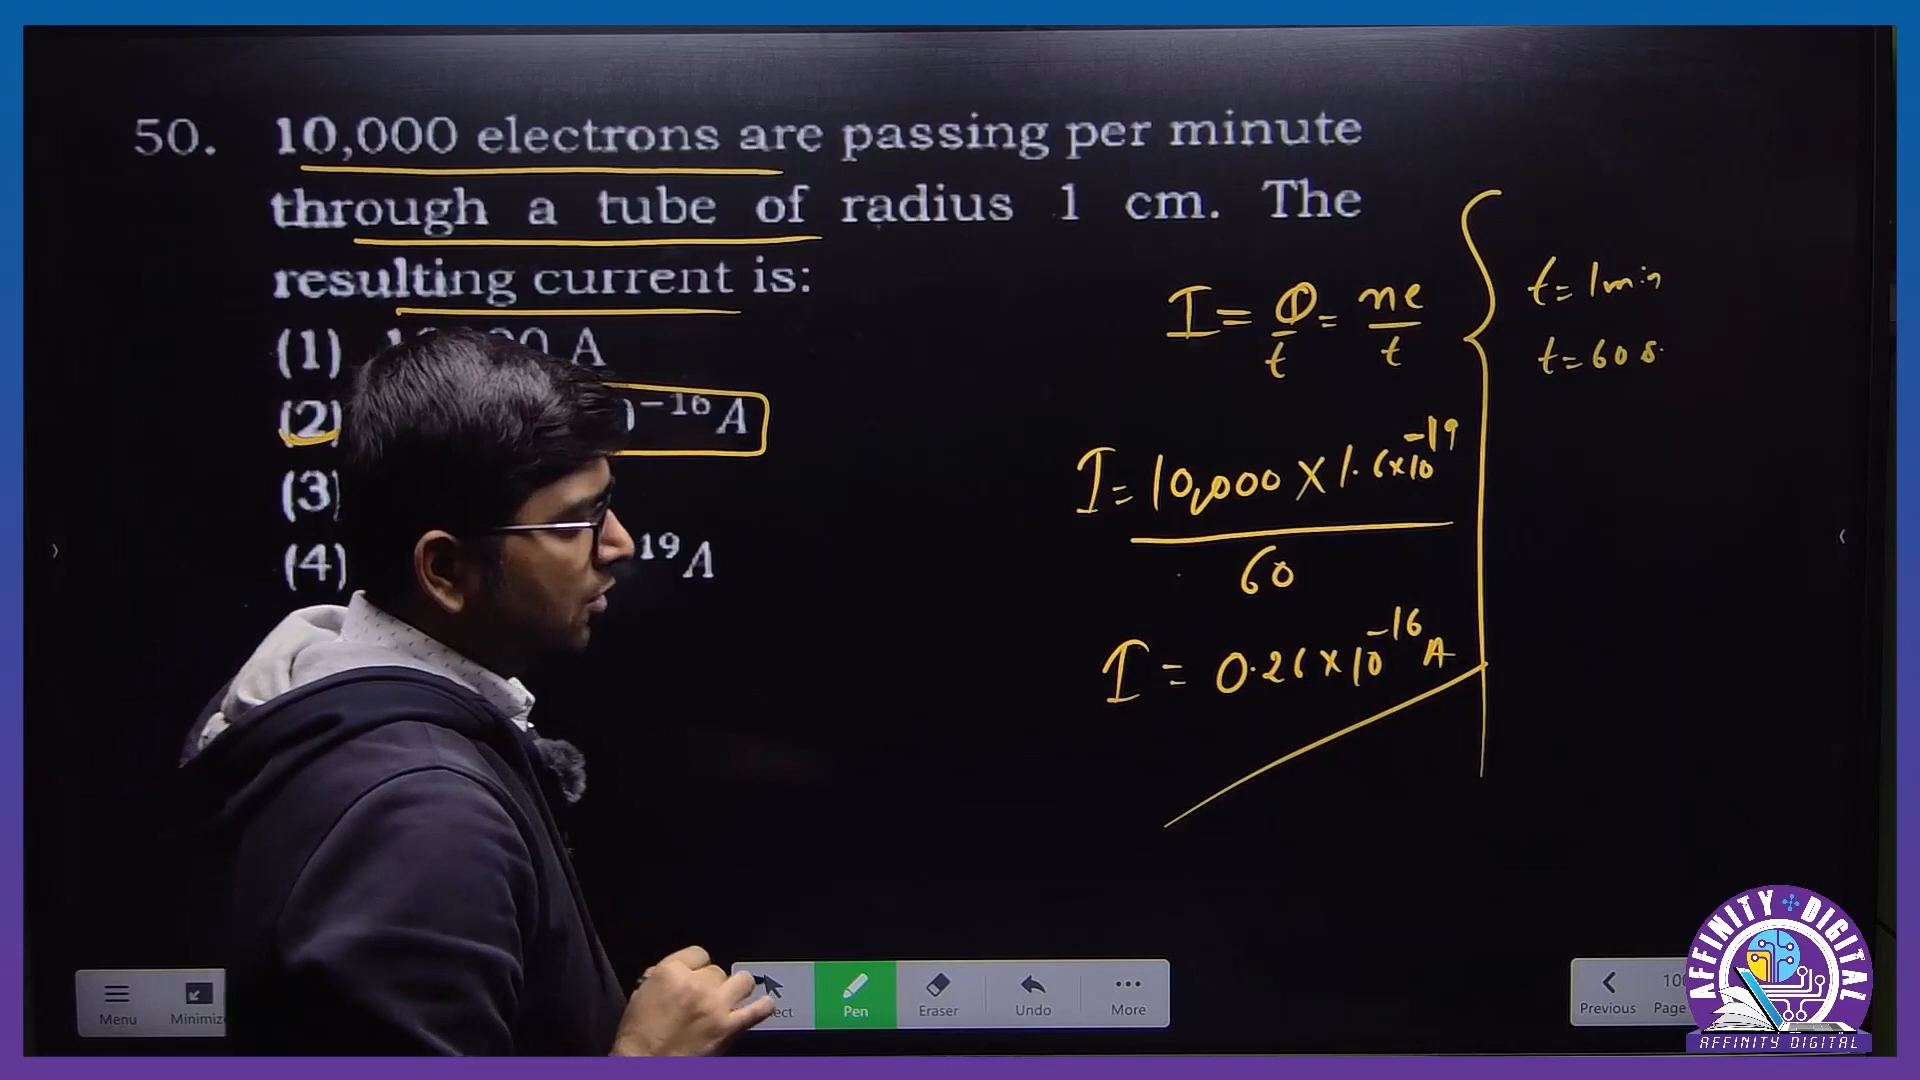 50. 10,000 electrons are passing per minute
through a tube of radius 1 cm. The
resulting current is:
(1) A
(2) −16 A
(3)
(4) 19 A
I = Q/t = ne/t
t = 1min
t = 60 s.
I = 10,000 × 1.6×10^-19
60
I = 0.26 × 10^-16 A
Menu
Pen
Eraser
Undo
More
Previous
Page
AFFINITY DIGITAL
AFFINITY DIGITAL